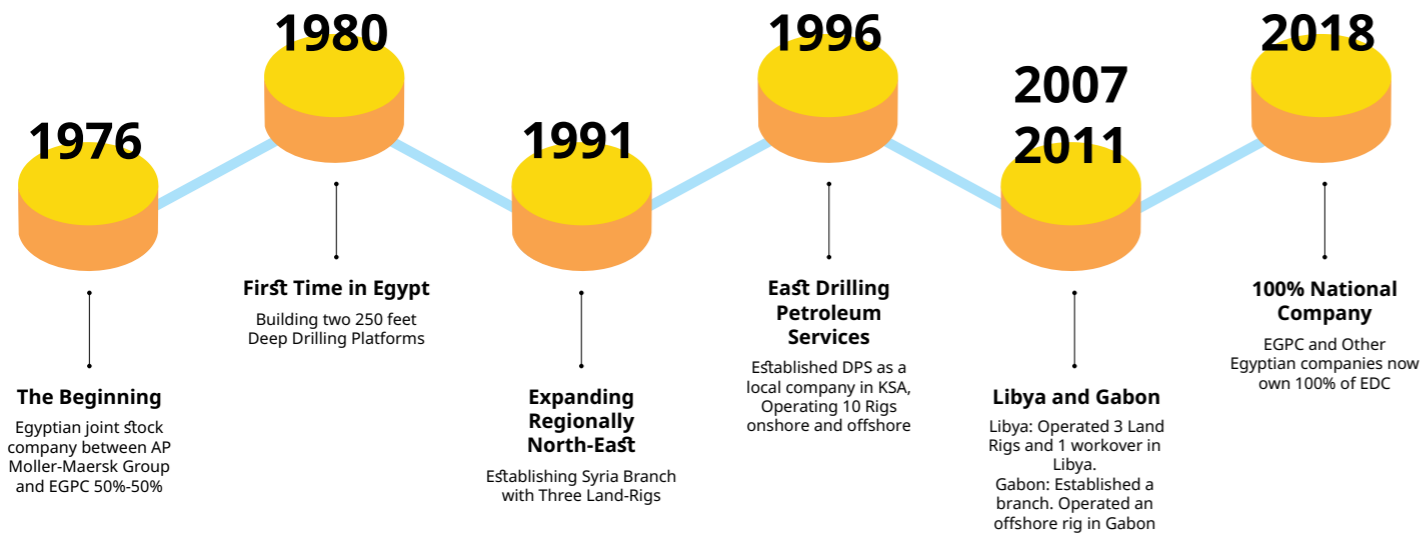 1976
The Beginning
Egyptian joint stock
company between AP
Moller-Maersk Group
and EGPC 50%-50%
1980
First Time in Egypt
Building two 250 feet
Deep Drilling Platforms
1991
Expanding
Regionally
North-East
Establishing Syria Branch
with Three Land-Rigs
1996
East Drilling
Petroleum
Services
Established DPS as a
local company in KSA,
Operating 10 Rigs
onshore and offshore
2007
2011
Libya and Gabon
Libya: Operated 3 Land
Rigs and 1 workover in
Libya.
Gabon: Established a
branch. Operated an
offshore rig in Gabon
2018
100% National
Company
EGPC and Other
Egyptian companies now
own 100% of EDC